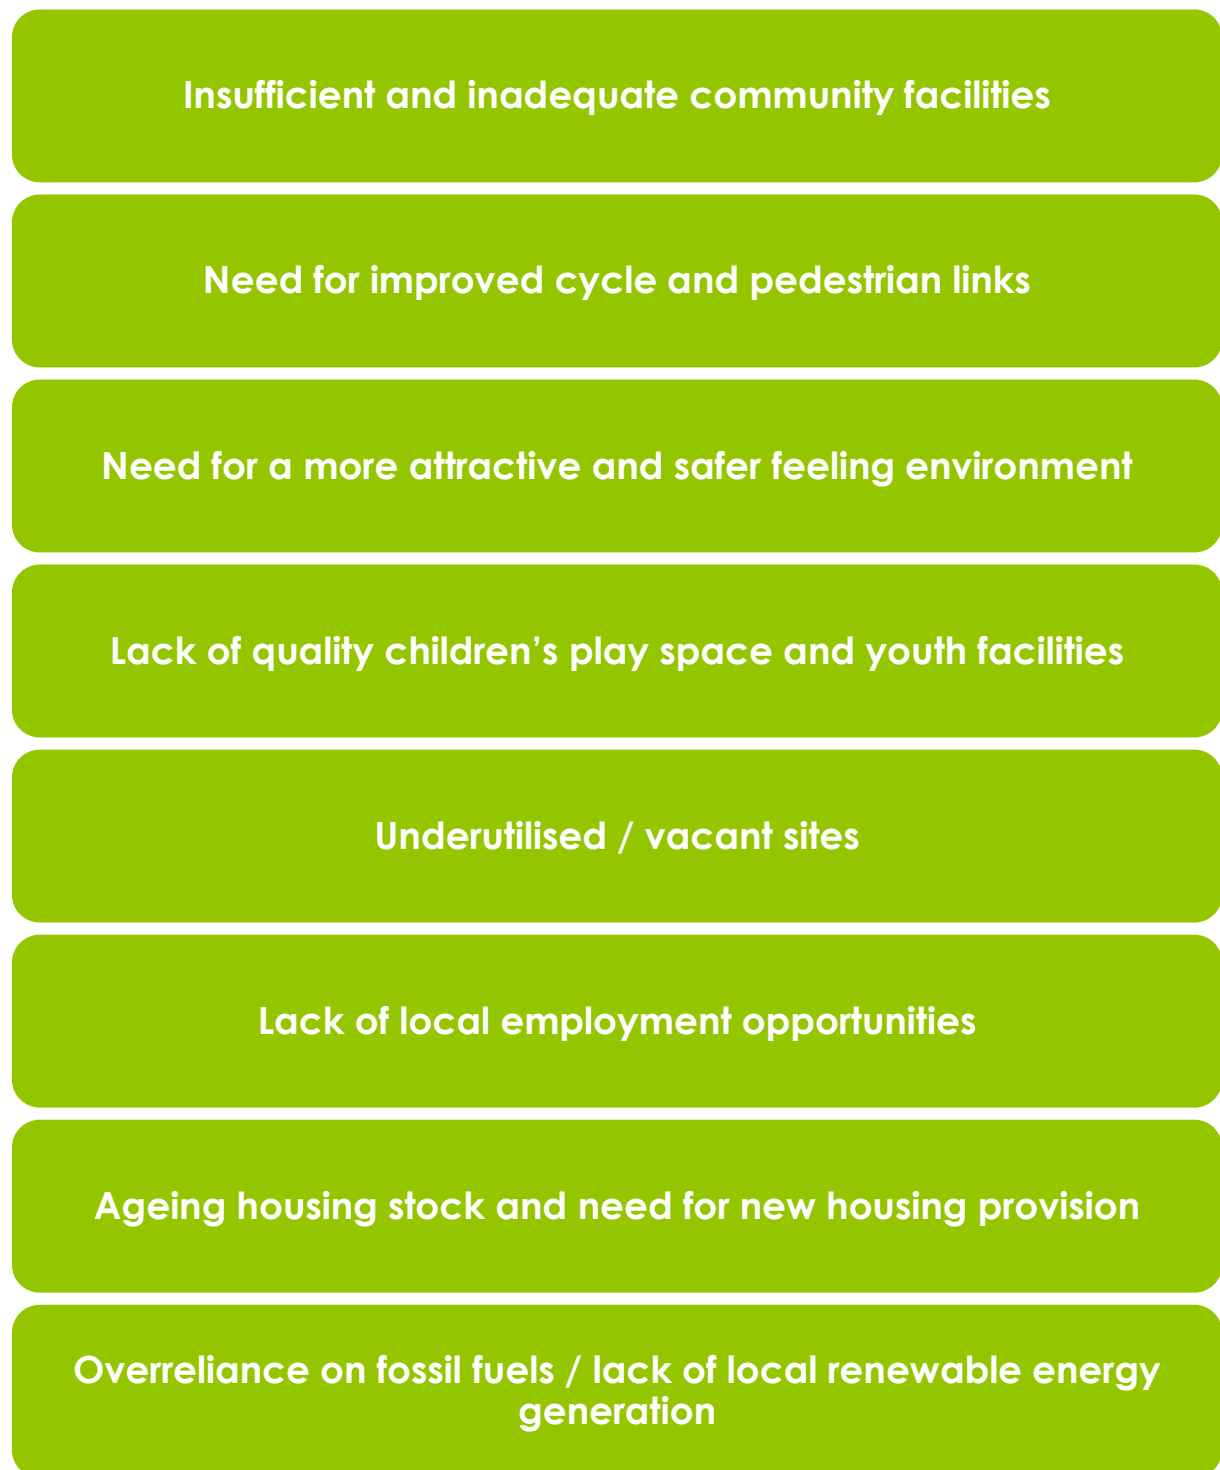 Insufficient and inadequate community facilities
Need for improved cycle and pedestrian links
Need for a more attractive and safer feeling environment
Lack of quality children’s play space and youth facilities
Underutilised / vacant sites
Lack of local employment opportunities
Ageing housing stock and need for new housing provision
Overreliance on fossil fuels / lack of local renewable energy
generation